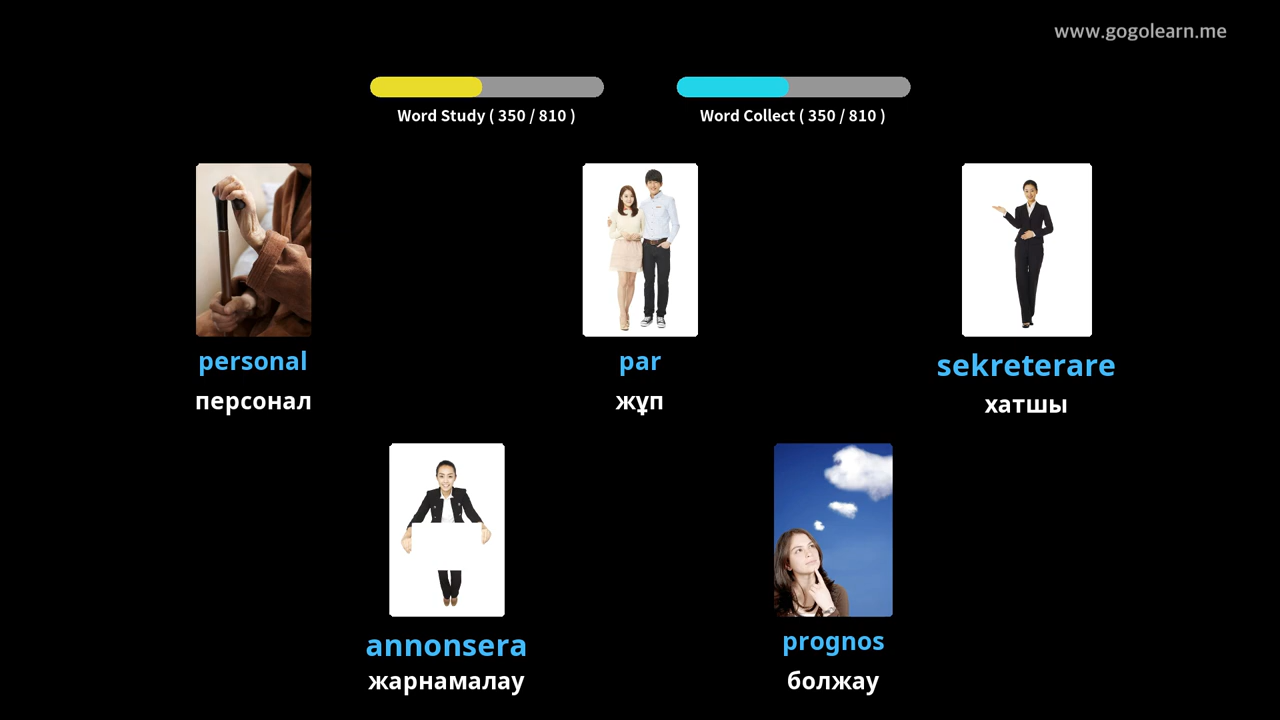 www.gogolearn.me
Word Study ( 350 / 810 )
Word Collect ( 350 / 810 )
personal
персонал
par
жұп
sekreterare
хатшы
annonsera
жарнамалау
prognos
болжау